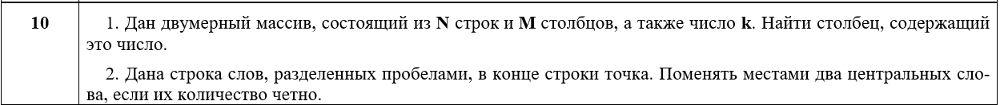 10
1. Дан двумерный массив, состоящий из N строк и M столбцов, а также число k. Найти столбец, содержащий
это число.
2. Дана строка слов, разделенных пробелами, в конце строки точка. Поменять местами два центральных сло-
ва, если их количество четно.